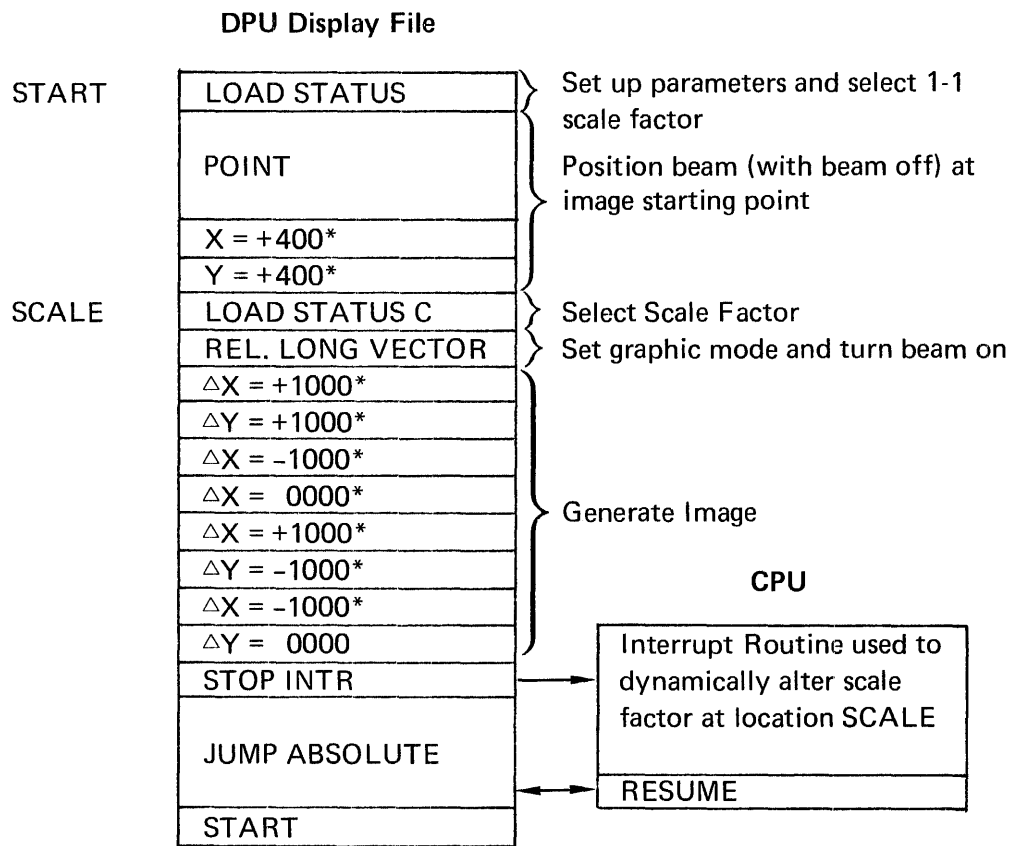 DPU Display File
START
LOAD STATUS
Set up parameters and select 1-1
scale factor
POINT
Position beam (with beam off) at
image starting point
X = +400*
Y = +400*
SCALE
LOAD STATUS C
Select Scale Factor
REL. LONG VECTOR
Set graphic mode and turn beam on
△X = +1000*
△Y = +1000*
△X = -1000*
△X = 0000*
△X = +1000*
△Y = -1000*
△X = -1000*
△Y = 0000
Generate Image
STOP INTR
JUMP ABSOLUTE
START
CPU
Interrupt Routine used to
dynamically alter scale
factor at location SCALE
RESUME